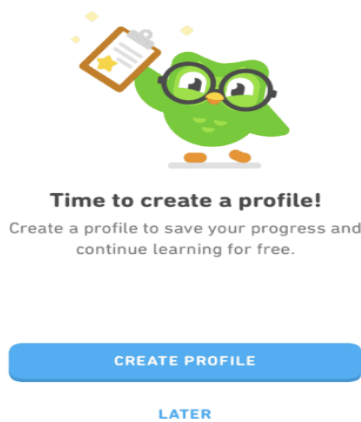 Time to create a profile!
Create a profile to save your progress and
continue learning for free.
CREATE PROFILE
LATER